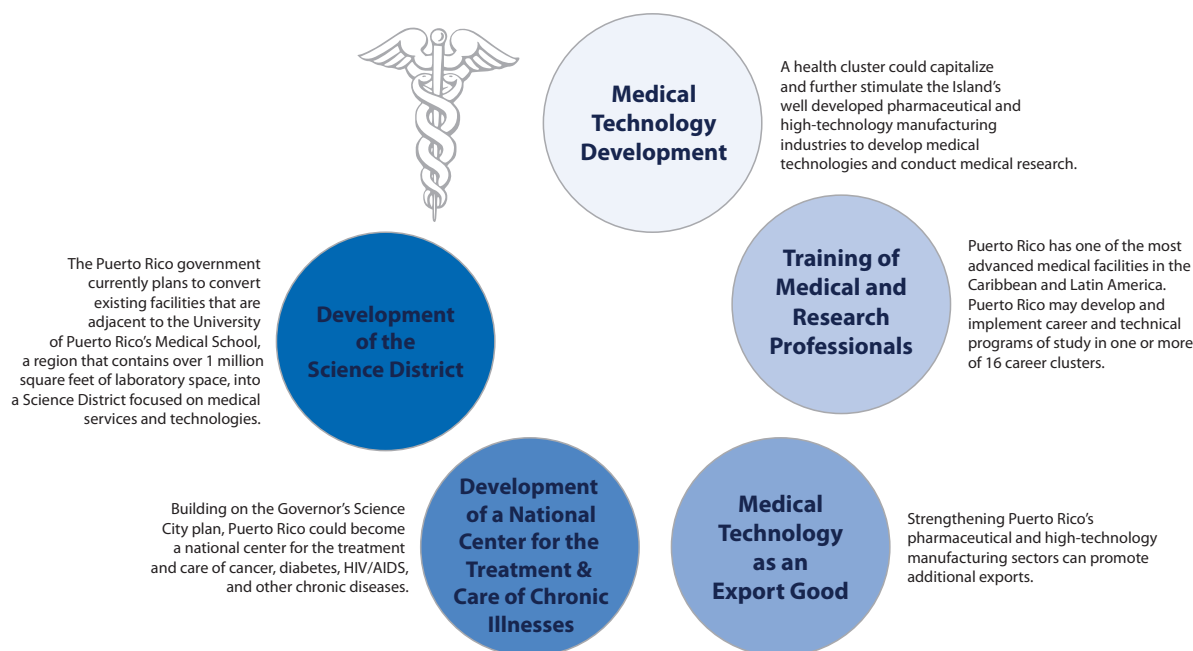 Medical
Technology
Development
A health cluster could capitalize
and further stimulate the Island's
well developed pharmaceutical and
high-technology manufacturing
industries to develop medical
technologies and conduct medical research.
Training of
Medical and
Research
Professionals
Puerto Rico has one of the most
advanced medical facilities in the
Caribbean and Latin America.
Puerto Rico may develop and
implement career and technical
programs of study in one or more
of 16 career clusters.
Medical
Technology
as an
Export Good
Strengthening Puerto Rico's
pharmaceutical and high-technology
manufacturing sectors can promote
additional exports.
Development
of a National
Center for the
Treatment &
Care of Chronic
Illnesses
Building on the Governor's Science
City plan, Puerto Rico could become
a national center for the treatment
and care of cancer, diabetes, HIV/AIDS,
and other chronic diseases.
Development
of the
Science District
The Puerto Rico government
currently plans to convert
existing facilities that are
adjacent to the University
of Puerto Rico's Medical School,
a region that contains over 1 million
square feet of laboratory space, into
a Science District focused on medical
services and technologies.